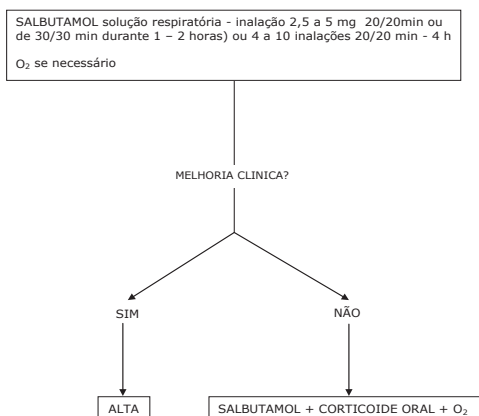 SALBUTAMOL solução respiratória - inalação 2,5 a 5 mg  20/20min ou
de 30/30 min durante 1 – 2 horas) ou 4 a 10 inalações 20/20 min - 4 h
O₂ se necessário
MELHORIA CLINICA?
SIM
NÃO
ALTA
SALBUTAMOL + CORTICOIDE ORAL + O₂